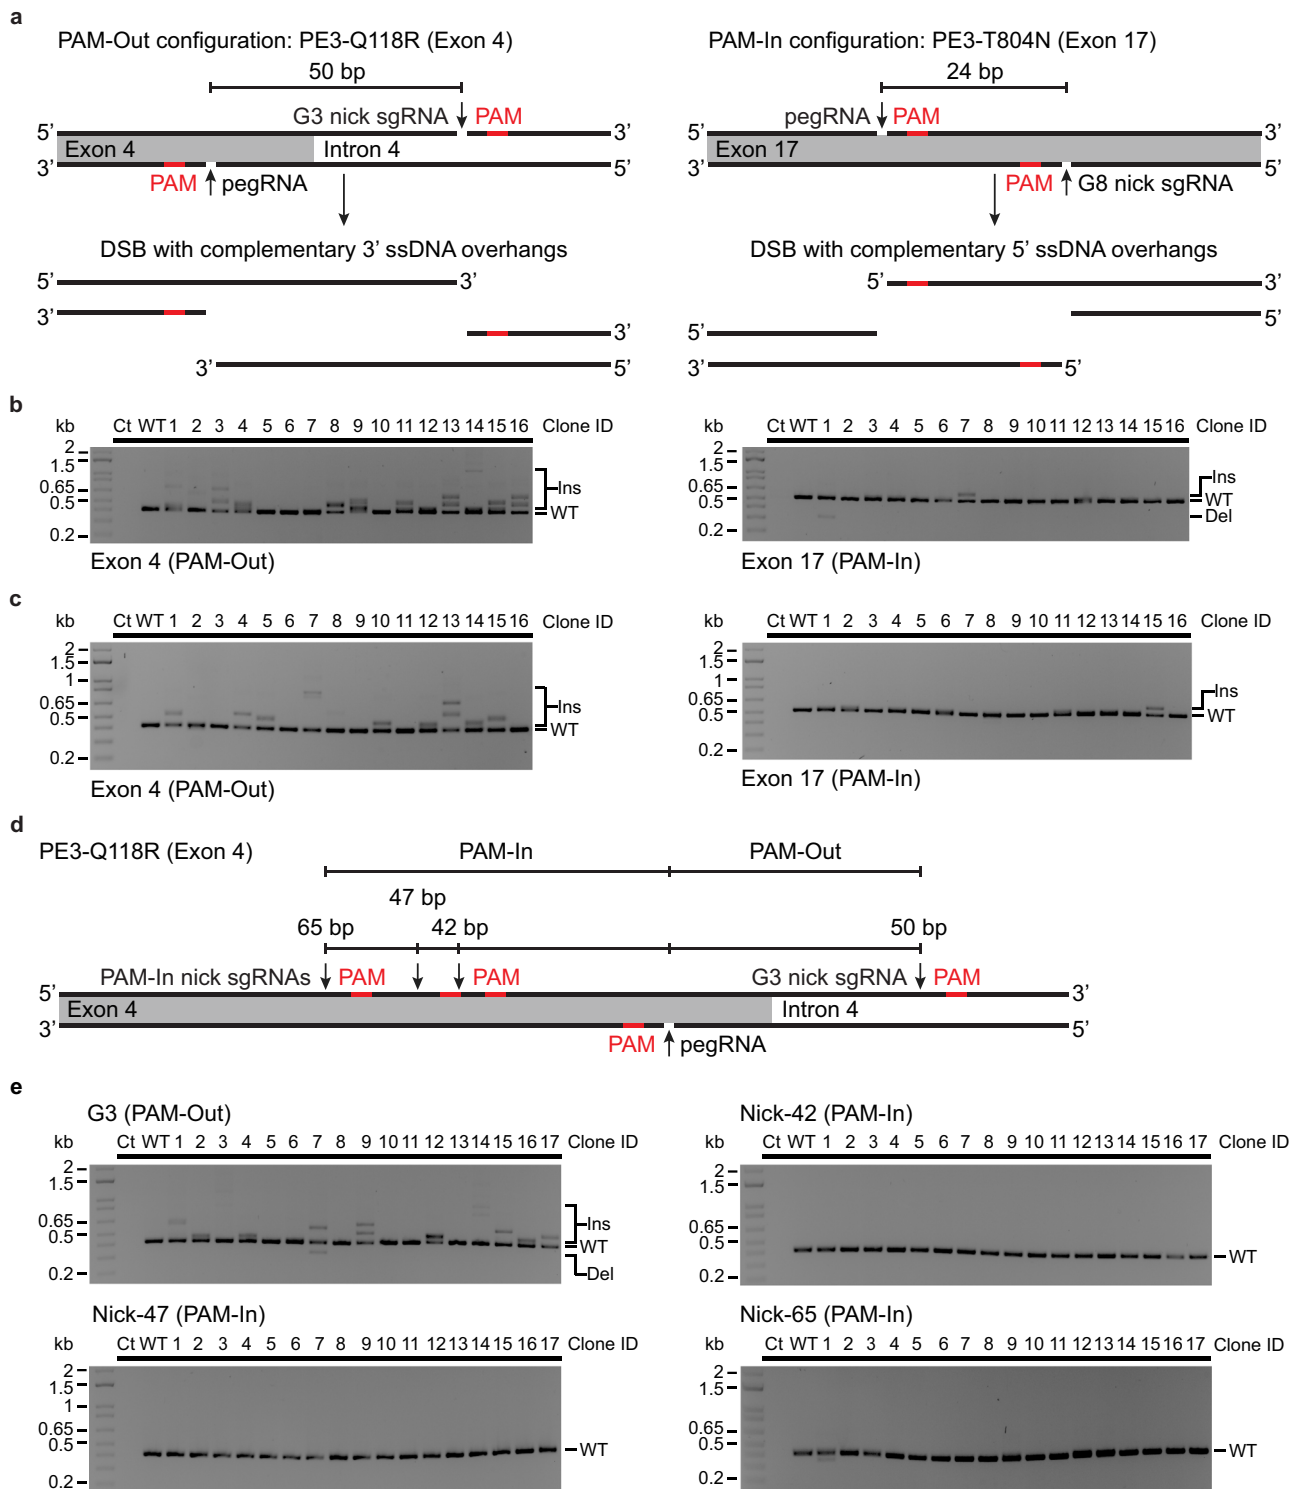 a
PAM-Out configuration: PE3-Q118R (Exon 4)
50 bp
G3 nick sgRNA
PAM
5’
3’
Exon 4
Intron 4
3’
5’
PAM
pegRNA
DSB with complementary 3’ ssDNA overhangs
5’
3’
3’
3’
3’
5’
PAM-In configuration: PE3-T804N (Exon 17)
24 bp
pegRNA
PAM
5’
3’
Exon 17
3’
5’
PAM
G8 nick sgRNA
DSB with complementary 5’ ssDNA overhangs
5’
3’
5’
5’
3’
5’
b
kb Ct WT 1 2 3 4 5 6 7 8 9 10 11 12 13 14 15 16 Clone ID
2
1.5
0.65
0.5
0.2
Ins
WT
Exon 4 (PAM-Out)
kb Ct WT 1 2 3 4 5 6 7 8 9 10 11 12 13 14 15 16 Clone ID
2
1.5
0.65
0.5
0.2
Ins
WT
Del
Exon 17 (PAM-In)
c
kb Ct WT 1 2 3 4 5 6 7 8 9 10 11 12 13 14 15 16 Clone ID
2
1.5
1
0.65
0.5
0.2
Ins
WT
Exon 4 (PAM-Out)
kb Ct WT 1 2 3 4 5 6 7 8 9 10 11 12 13 14 15 16 Clone ID
2
1.5
1
0.65
0.5
0.2
Ins
WT
Exon 17 (PAM-In)
d
PE3-Q118R (Exon 4)
PAM-In
PAM-Out
47 bp
65 bp
42 bp
50 bp
PAM-In nick sgRNAs
PAM
PAM
G3 nick sgRNA
PAM
5’
3’
Exon 4
Intron 4
3’
5’
PAM
pegRNA
e
G3 (PAM-Out)
kb Ct WT 1 2 3 4 5 6 7 8 9 10 11 12 13 14 15 16 17 Clone ID
2
1.5
0.65
0.5
0.2
Ins
WT
Del
Nick-42 (PAM-In)
kb Ct WT 1 2 3 4 5 6 7 8 9 10 11 12 13 14 15 16 17 Clone ID
2
1.5
0.65
0.5
0.2
WT
Nick-47 (PAM-In)
kb Ct WT 1 2 3 4 5 6 7 8 9 10 11 12 13 14 15 16 17 Clone ID
2
1.5
1
0.65
0.5
0.2
WT
Nick-65 (PAM-In)
kb Ct WT 1 2 3 4 5 6 7 8 9 10 11 12 13 14 15 16 17 Clone ID
2
1.5
0.65
0.5
0.2
WT